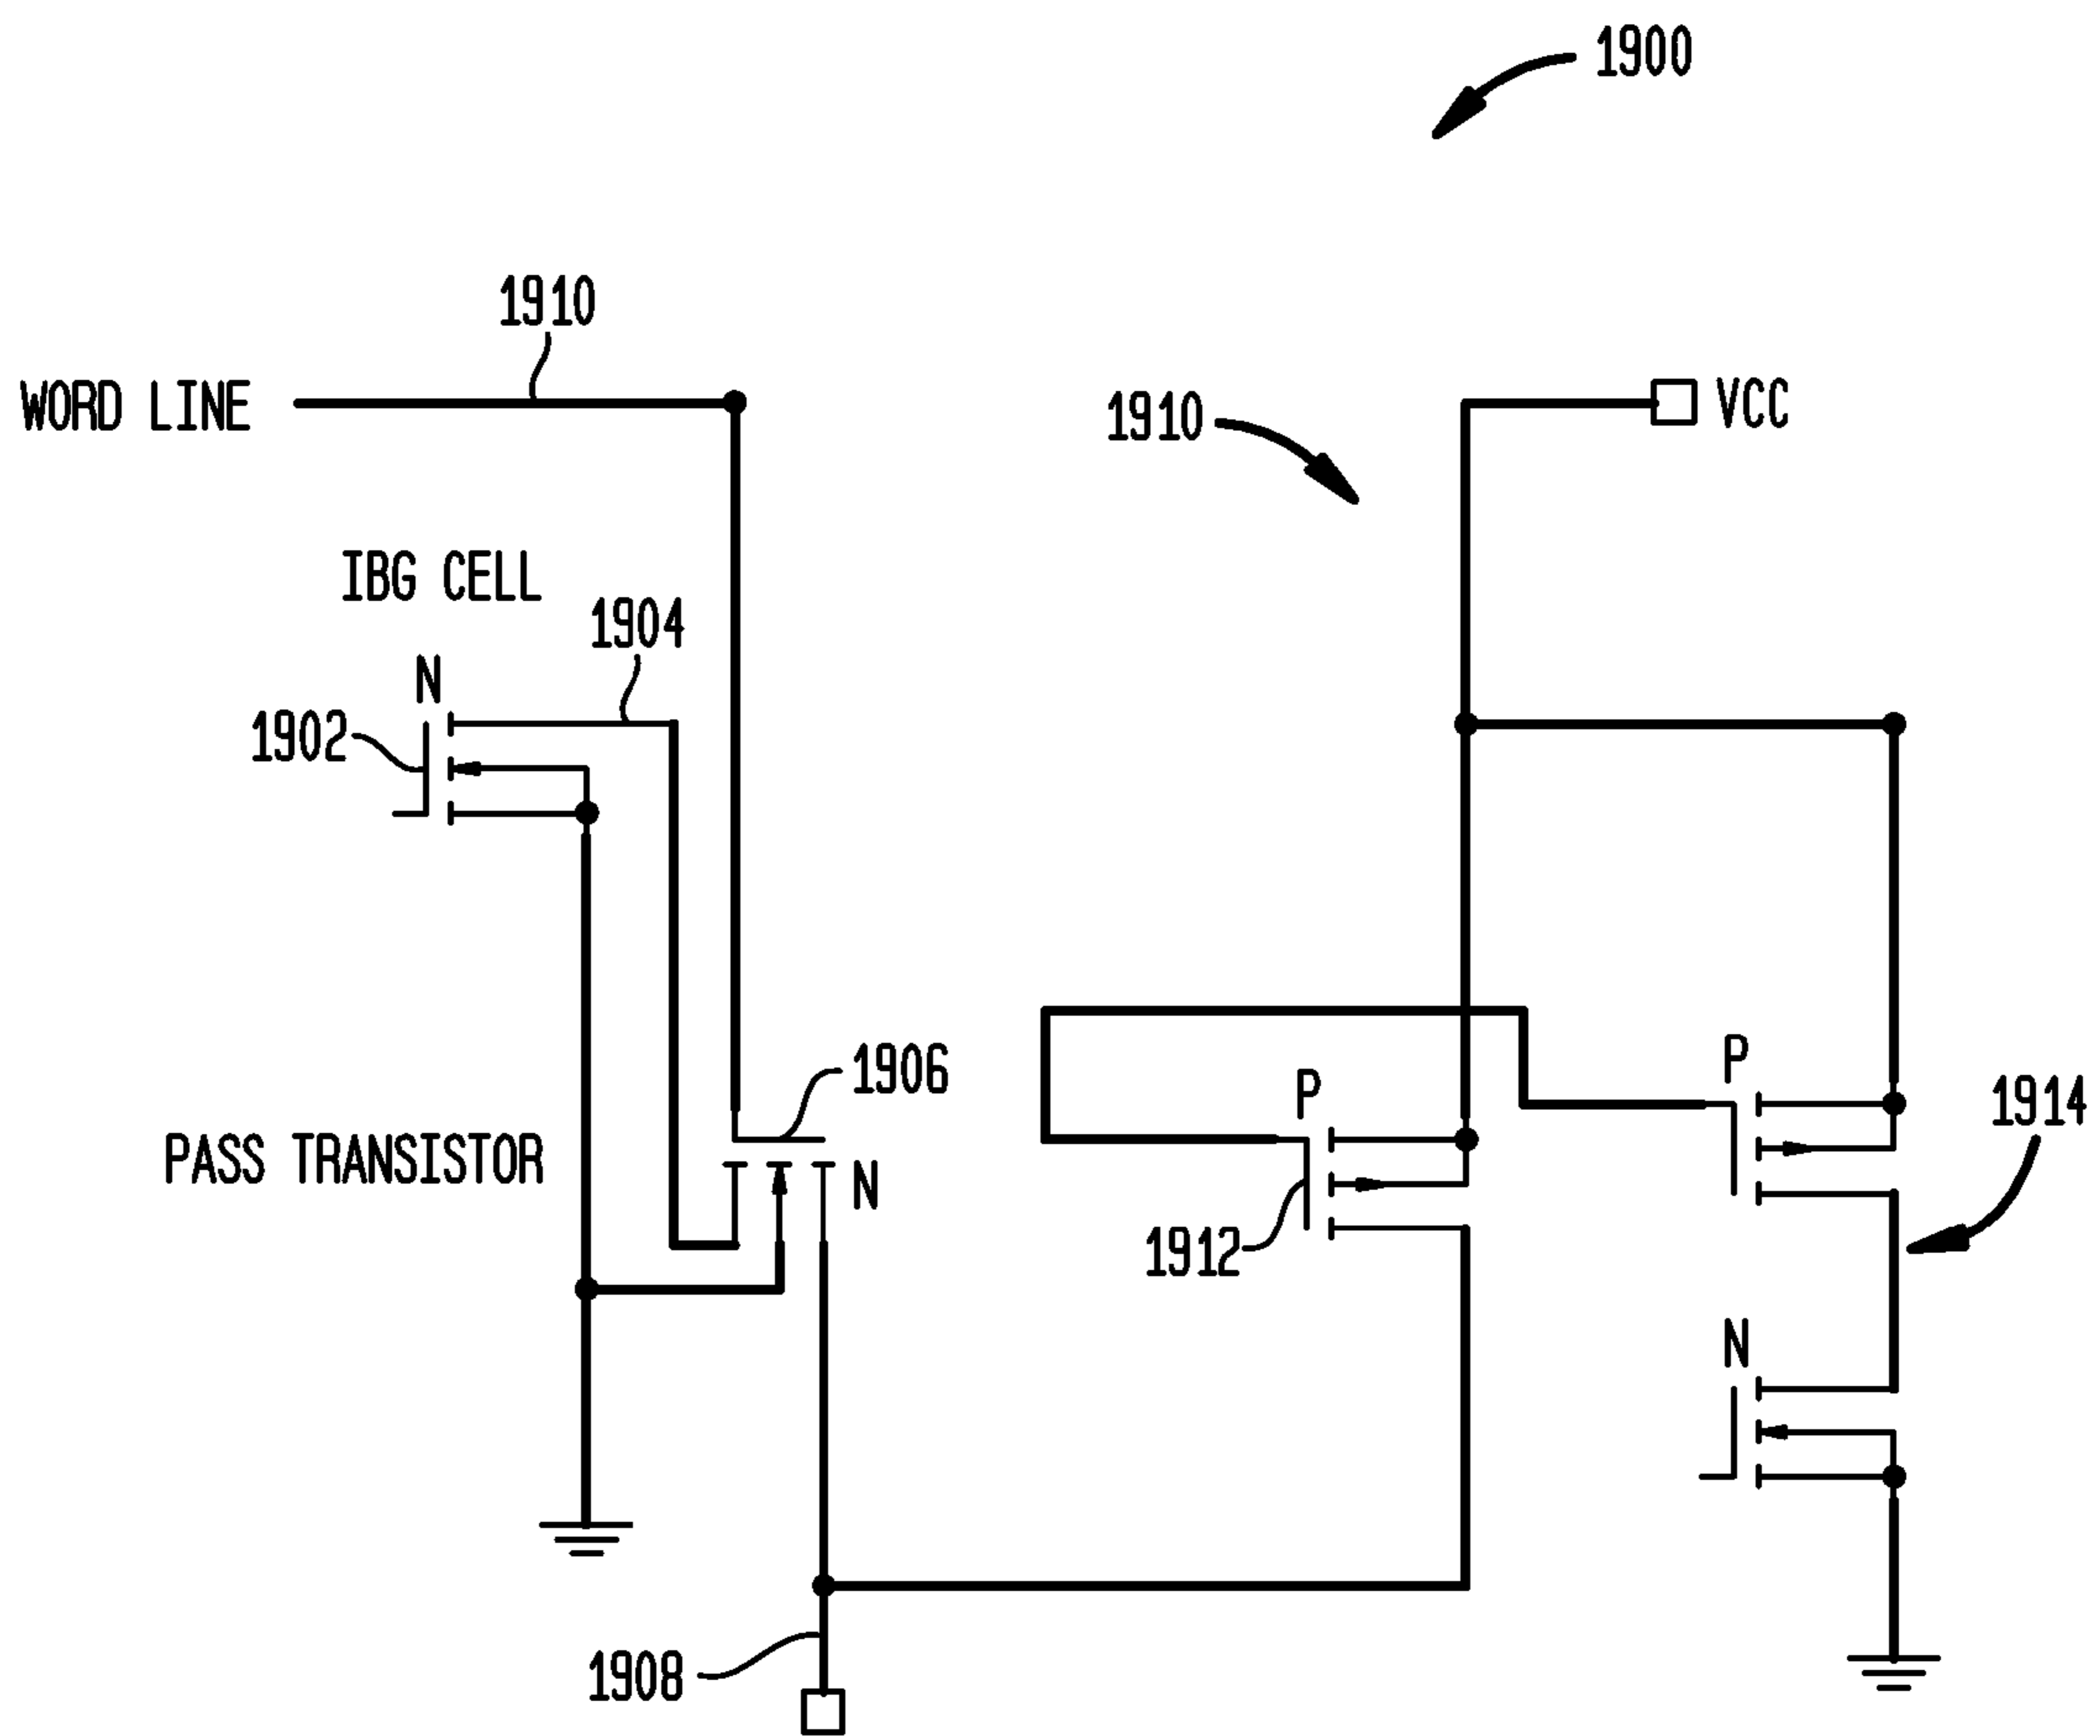 1900
1910
WORD LINE
1910
VCC
IBG CELL
1904
N
1902
P
1906
P
1914
PASS TRANSISTOR
N
1912
N
1908